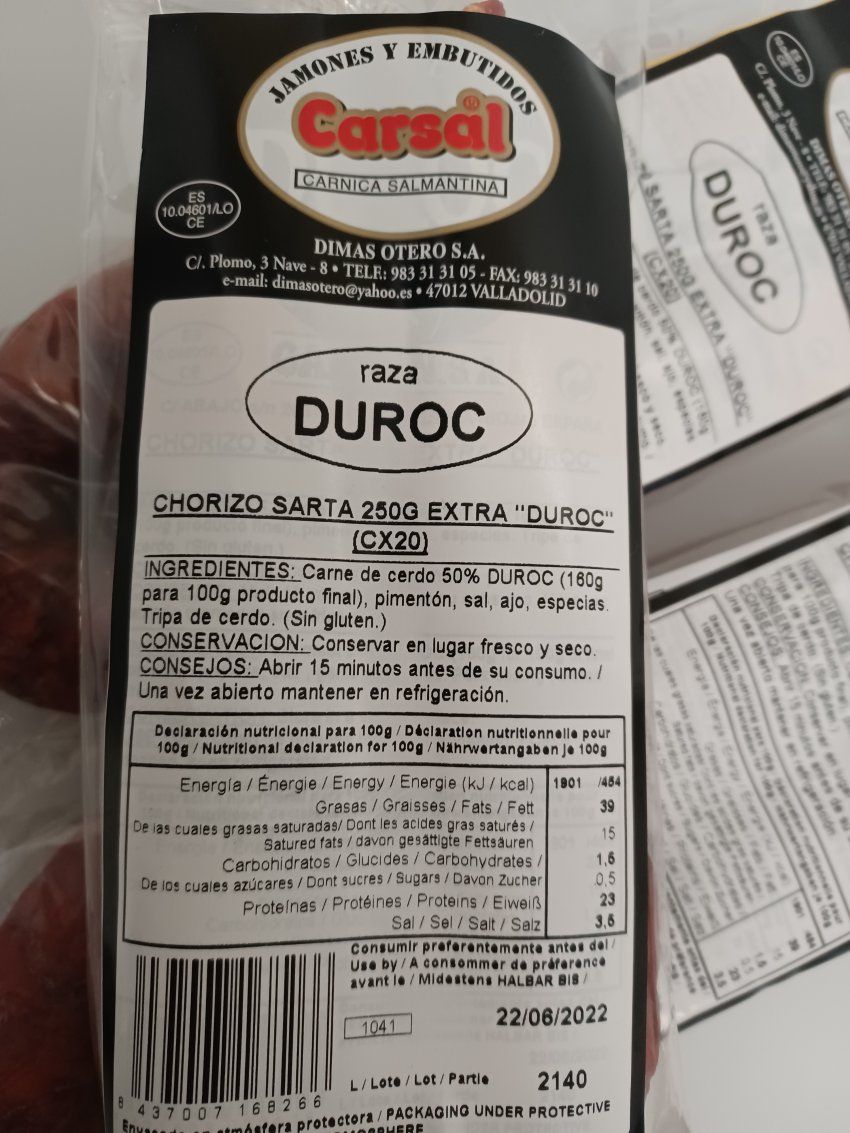 JAMONES Y EMBUTIDOS
Carsal®
CARNICA SALMANTINA
ES
10.04601/LO
CE
DIMAS OTERO S.A.
C/. Plomo, 3 Nave - 8 • TELF.: 983 31 31 05 - FAX: 983 31 31 10
e-mail: dimasotero@yahoo.es • 47012 VALLADOLID
raza
DUROC
CHORIZO SARTA 250G EXTRA "DUROC"
(CX20)
INGREDIENTES: Carne de cerdo 50% DUROC (160g
para 100g producto final), pimentón, sal, ajo, especias.
Tripa de cerdo. (Sin gluten.)
CONSERVACION: Conservar en lugar fresco y seco.
CONSEJOS: Abrir 15 minutos antes de su consumo. /
Una vez abierto mantener en refrigeración.
Declaración nutricional para 100g / Déclaration nutritionnelle pour
100g / Nutritional declaration for 100g / Nährwertangaben je 100g
Energía / Énergie / Energy / Energie (kJ / kcal) 1901 /454
Grasas / Graisses / Fats / Fett 39
De las cuales grasas saturadas/ Dont les acides gras saturés /
Satured fats / davon gesättigte Fettsäuren 15
Carbohidratos / Glucides / Carbohydrates / 1,6
De los cuales azúcares / Dont sucres / Sugars / Davon Zucher 0,5
Proteínas / Protéines / Proteins / Eiweiß 23
Sal / Sel / Salt / Salz 3,6
Consumir preferentemente antes del /
Use by / A consommer de préference
avant le / Midestens HALBAR BIS /
22/06/2022
1041
L / Lote / Lot / Partie 2140
8 437007 168266
atmósfera protectora / PACKAGING UNDER PROTECTIVE
raza
DUROC
SARTA 250G EXTRA "DUROC"
(CX20)